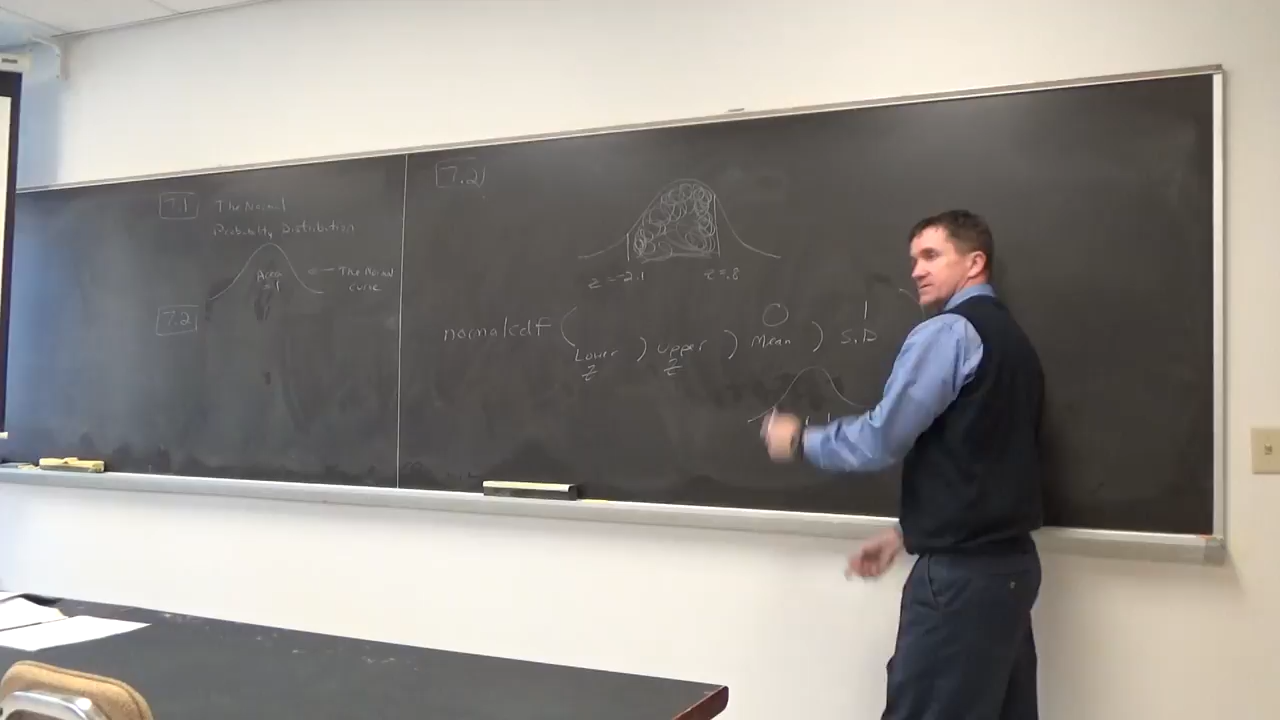 7.1 The Normal
Probability Distribution
Area
= 1
The Normal
curve
7.2
7.2
z = -2.1
z = .8
normalcdf (
Lower ) upper ) Mean ) S.D
z z 0 1